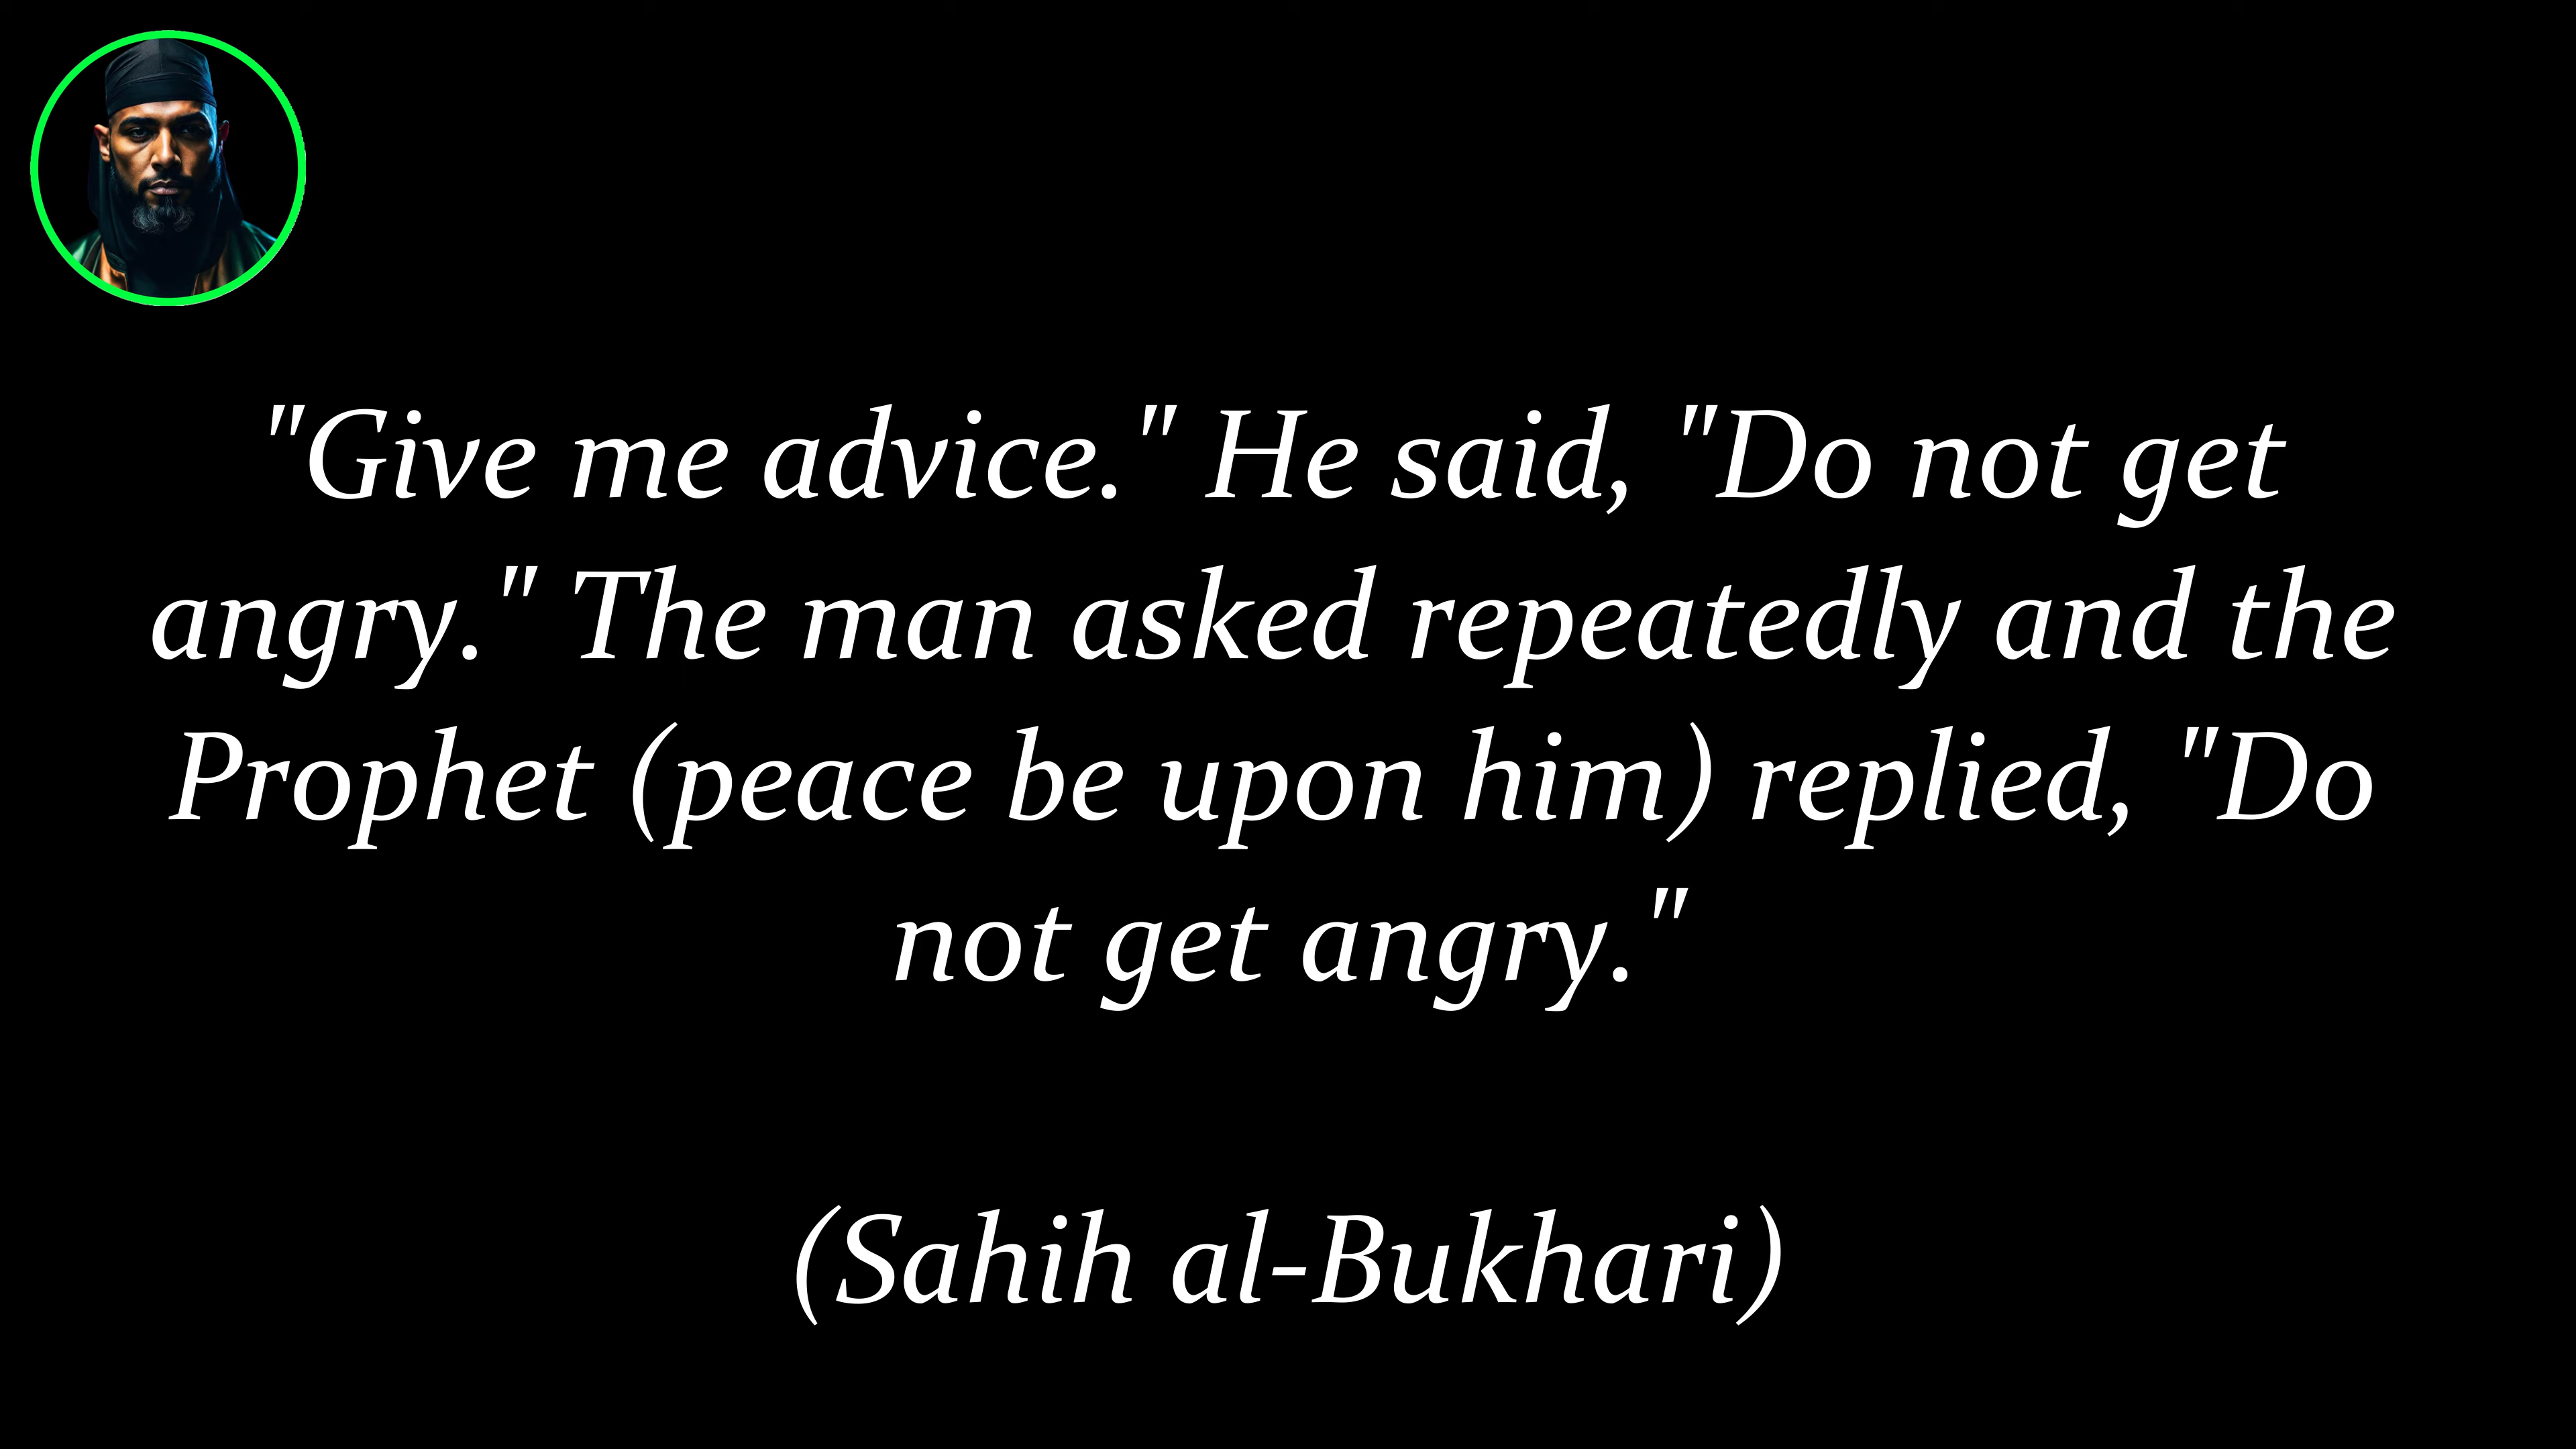 "Give me advice." He said, "Do not get
angry." The man asked repeatedly and the
Prophet (peace be upon him) replied, "Do
not get angry."
(Sahih al-Bukhari)